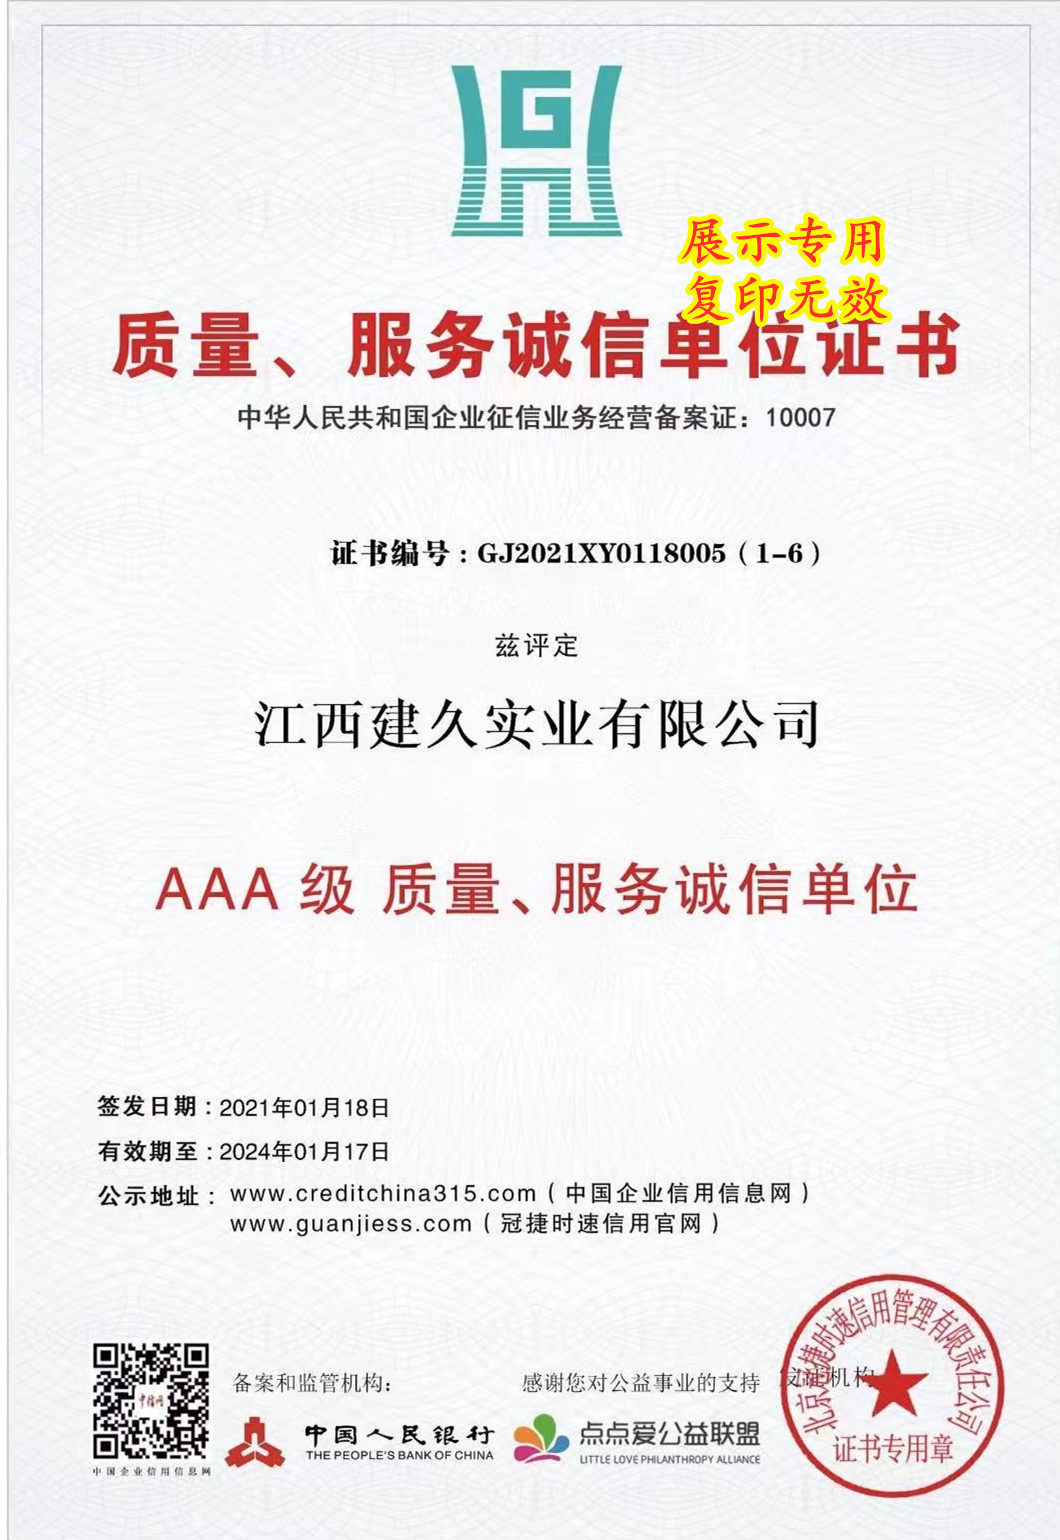 展示专用
复印无效
质量、服务诚信单位证书
中华人民共和国企业征信业务经营备案证：10007
证书编号：GJ2021XY0118005（1-6）
兹评定
江西建久实业有限公司
AAA 级 质量、服务诚信单位
签发日期：2021年01月18日
有效期至：2024年01月17日
公示地址：www.creditchina315.com（中国企业信用信息网）
www.guanjiess.com（冠捷时速信用官网）
备案和监管机构：
感谢您对公益事业的支持
发证机构
中国人民银行
THE PEOPLE'S BANK OF CHINA
点点爱公益联盟
LITTLE LOVE PHILANTHROPY ALLIANCE
北京冠捷时速信用管理有限责任公司
证书专用章
中国企业信用信息网